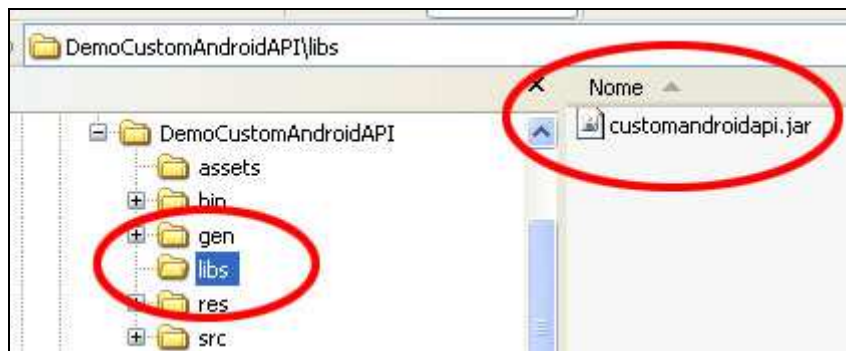 DemoCustomAndroidAPI\libs
Nome
customandroidapi.jar
DemoCustomAndroidAPI
assets
bin
gen
libs
res
src